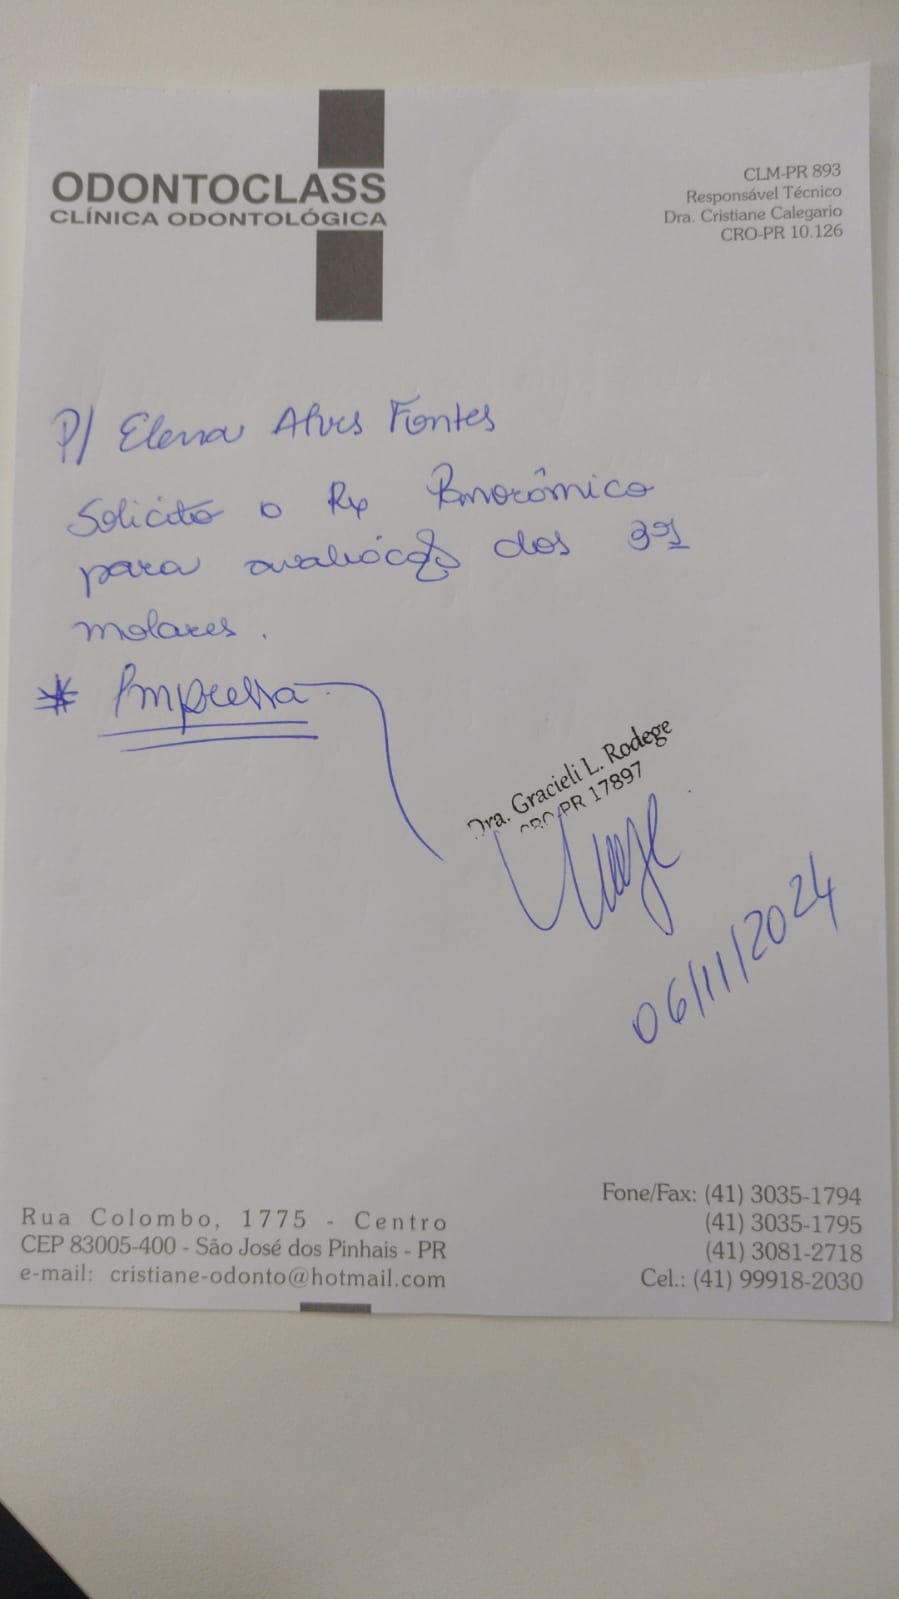 ODONTOCLASS
CLÍNICA ODONTOLÓGICA
CLM-PR 893
Responsável Técnico
Dra. Cristiane Calegario
CRO-PR 10.126
P/ Elena Alves Fontes
Solicito o Rx Panorâmico
para avaliação dos 3ºs
molares.
* Impressa
Dra. Gracieli L. Rodege
CRO-PR 17897
06/11/2024
Rua Colombo, 1775 - Centro
CEP 83005-400 - São José dos Pinhais - PR
e-mail: cristiane-odonto@hotmail.com
Fone/Fax: (41) 3035-1794
(41) 3035-1795
(41) 3081-2718
Cel.: (41) 99918-2030